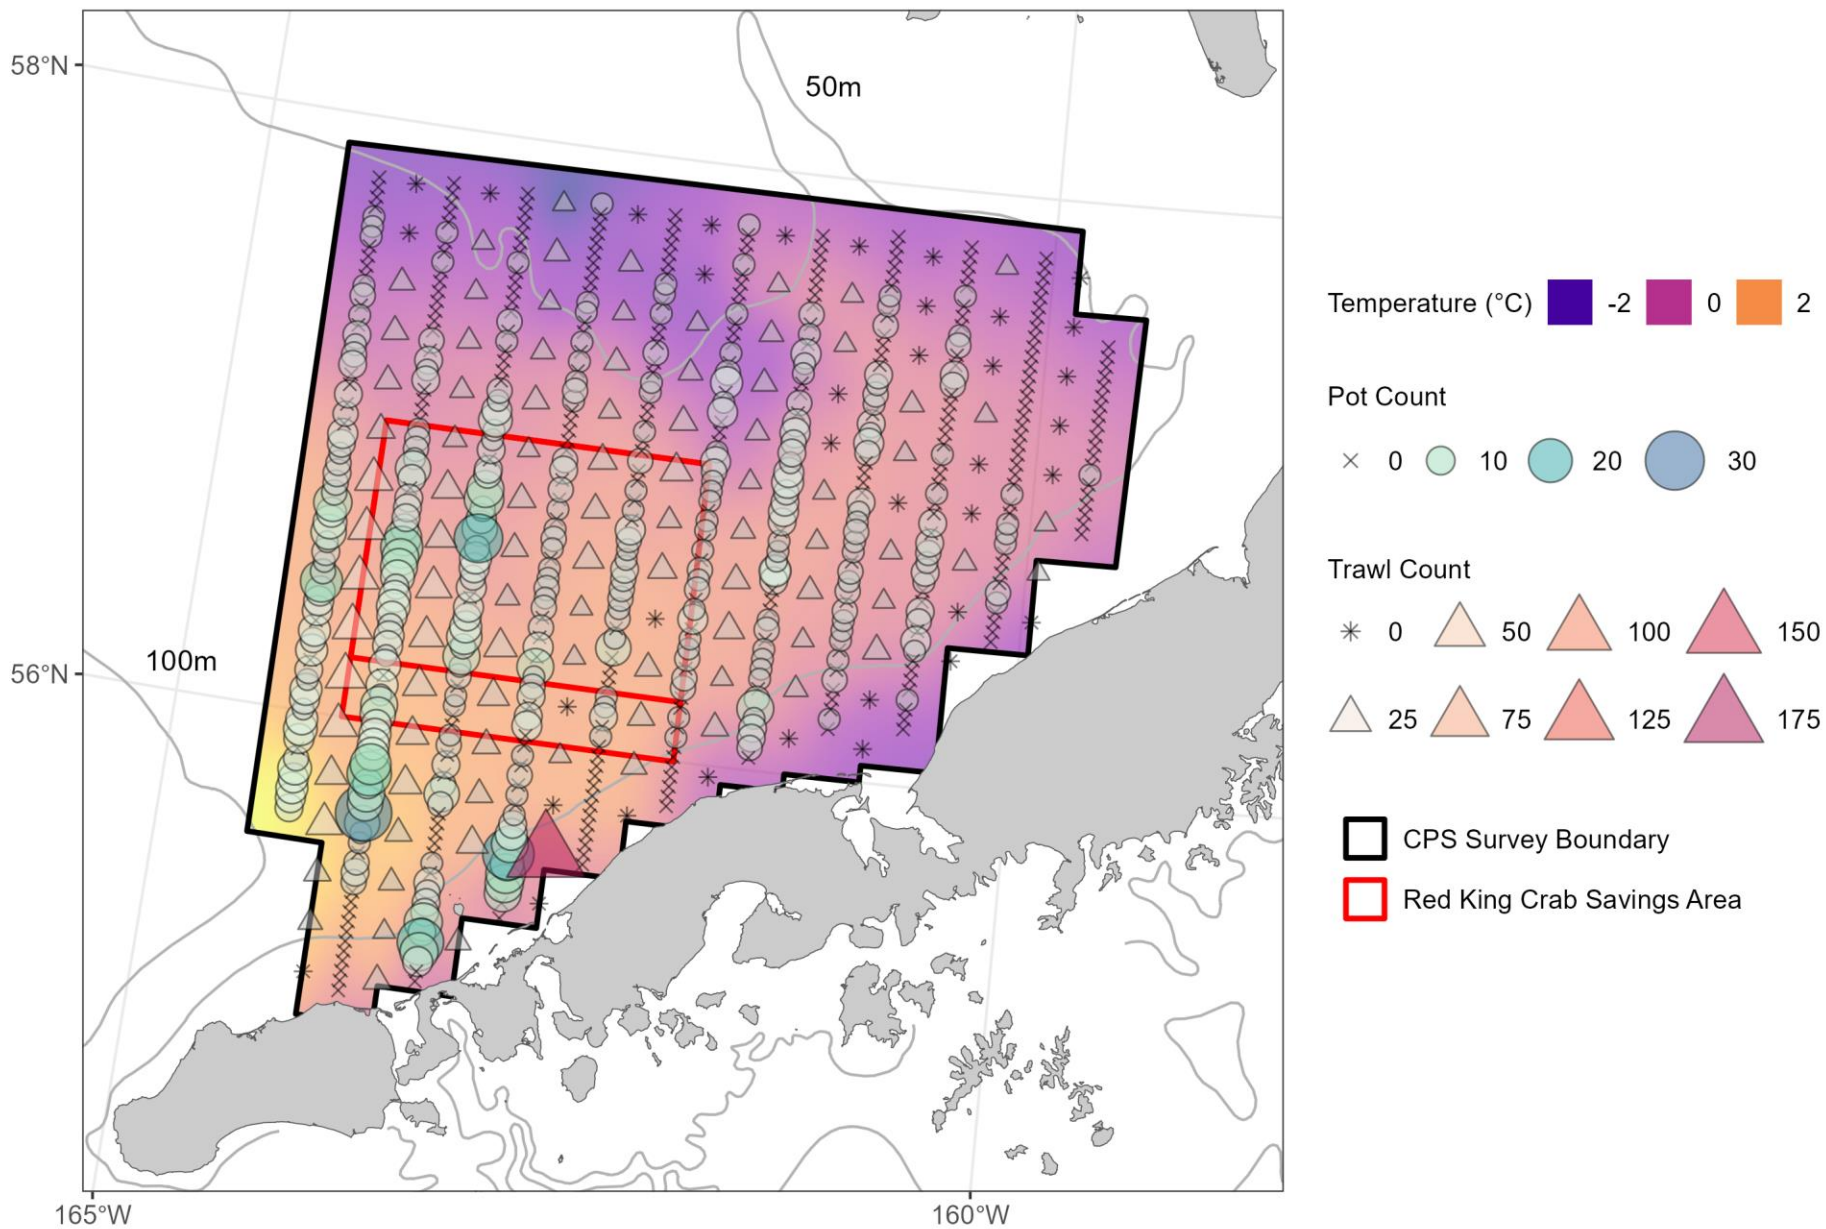 58°N
50m
Temperature (°C) -2 0 2
Pot Count
0 10 20 30
56°N
100m
Trawl Count
0 50 100 150
25 75 125 175
CPS Survey Boundary
Red King Crab Savings Area
165°W
160°W